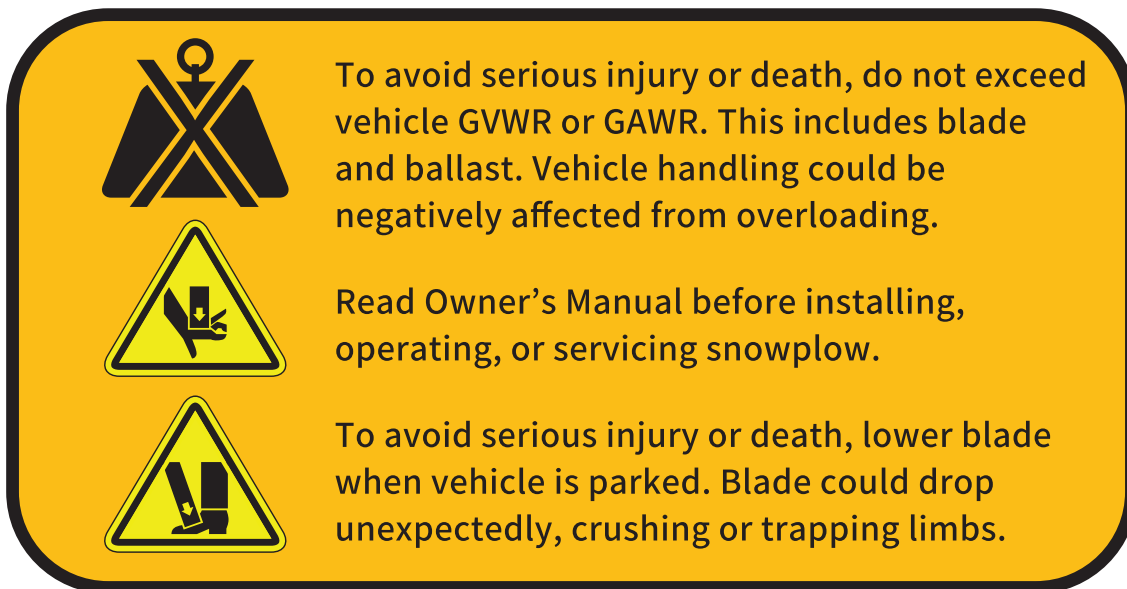 To avoid serious injury or death, do not exceed
vehicle GVWR or GAWR. This includes blade
and ballast. Vehicle handling could be
negatively affected from overloading.
Read Owner’s Manual before installing,
operating, or servicing snowplow.
To avoid serious injury or death, lower blade
when vehicle is parked. Blade could drop
unexpectedly, crushing or trapping limbs.